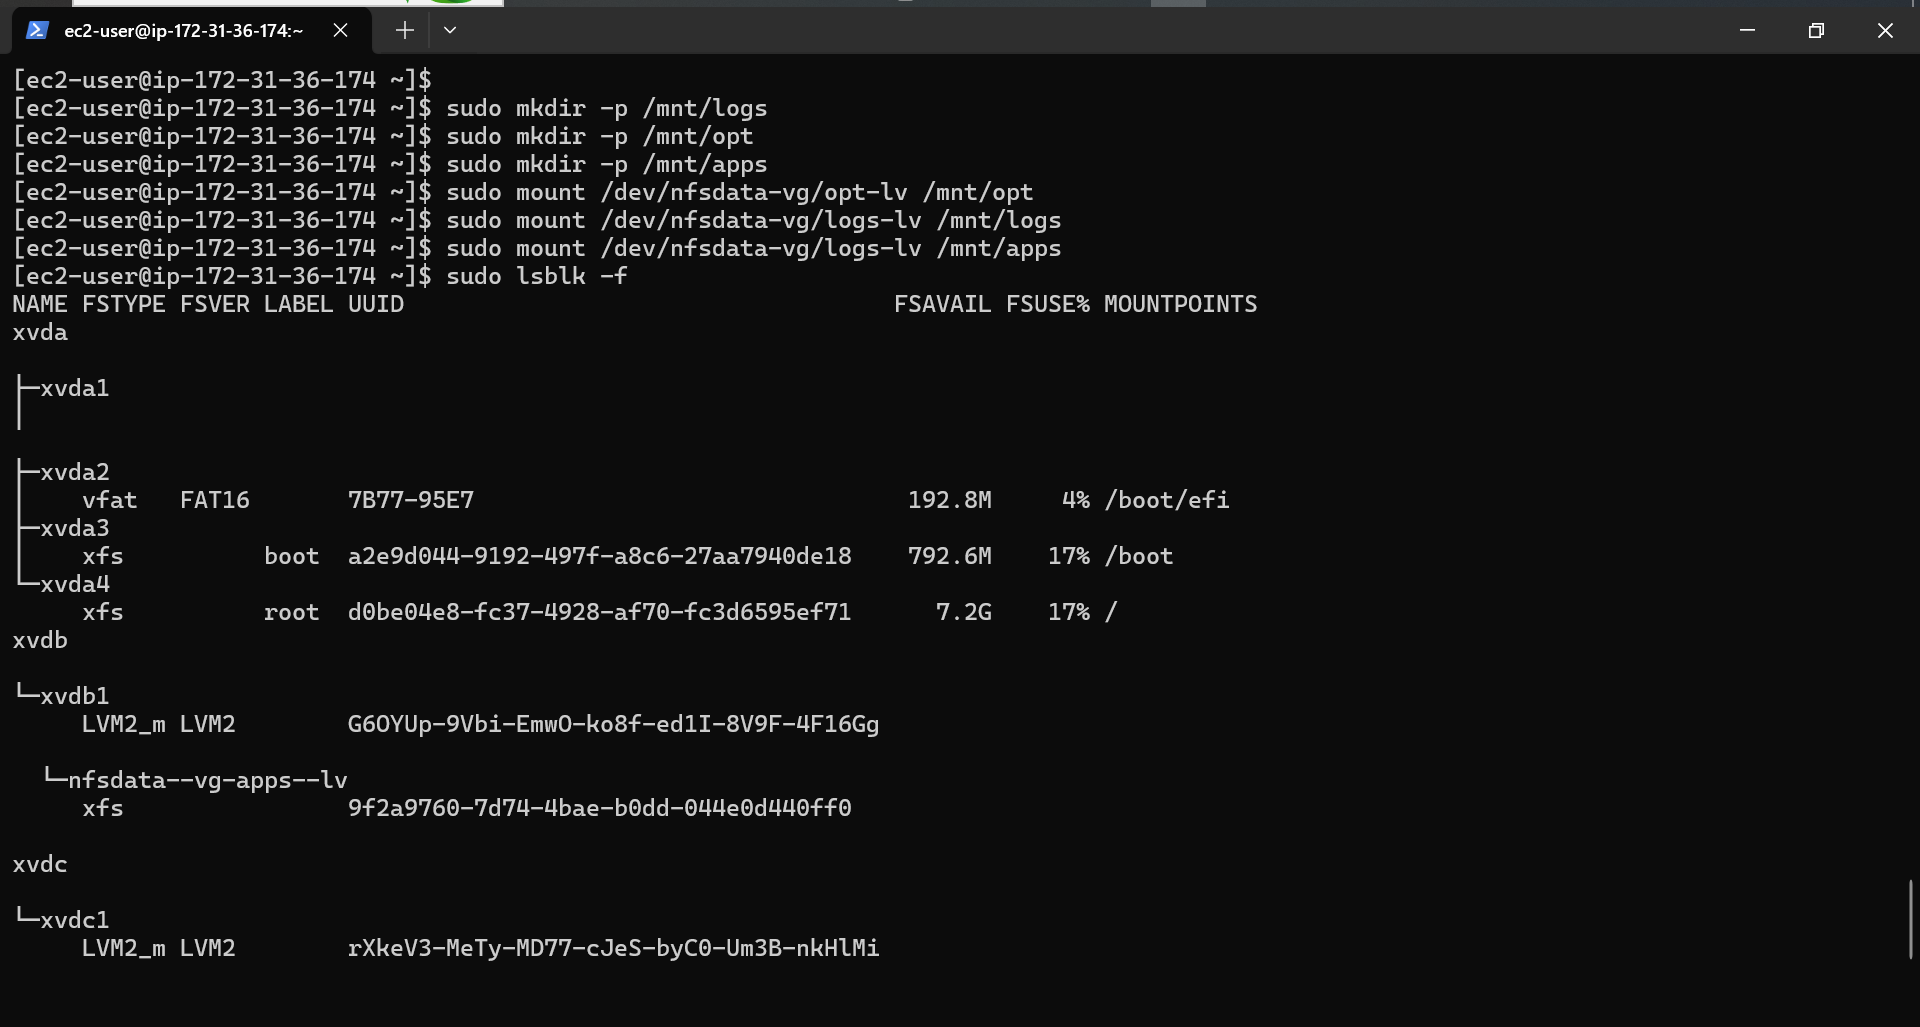 ec2-user@ip-172-31-36-174:~
[ec2-user@ip-172-31-36-174 ~]$
[ec2-user@ip-172-31-36-174 ~]$ sudo mkdir -p /mnt/logs
[ec2-user@ip-172-31-36-174 ~]$ sudo mkdir -p /mnt/opt
[ec2-user@ip-172-31-36-174 ~]$ sudo mkdir -p /mnt/apps
[ec2-user@ip-172-31-36-174 ~]$ sudo mount /dev/nfsdata-vg/opt-lv /mnt/opt
[ec2-user@ip-172-31-36-174 ~]$ sudo mount /dev/nfsdata-vg/logs-lv /mnt/logs
[ec2-user@ip-172-31-36-174 ~]$ sudo mount /dev/nfsdata-vg/logs-lv /mnt/apps
[ec2-user@ip-172-31-36-174 ~]$ sudo lsblk -f
NAME FSTYPE FSVER LABEL UUID                                   FSAVAIL FSUSE% MOUNTPOINTS
xvda
├─xvda1
│
├─xvda2
     vfat   FAT16       7B77-95E7                               192.8M     4% /boot/efi
├─xvda3
     xfs          boot  a2e9d044-9192-497f-a8c6-27aa7940de18    792.6M    17% /boot
└─xvda4
     xfs          root  d0be04e8-fc37-4928-af70-fc3d6595ef71      7.2G    17% /
xvdb
└─xvdb1
     LVM2_m LVM2        G6OYUp-9Vbi-EmwO-ko8f-ed1I-8V9F-4F16Gg
  └─nfsdata--vg-apps--lv
     xfs                9f2a9760-7d74-4bae-b0dd-044e0d440ff0
xvdc
└─xvdc1
     LVM2_m LVM2        rXkeV3-MeTy-MD77-cJeS-byC0-Um3B-nkHlMi